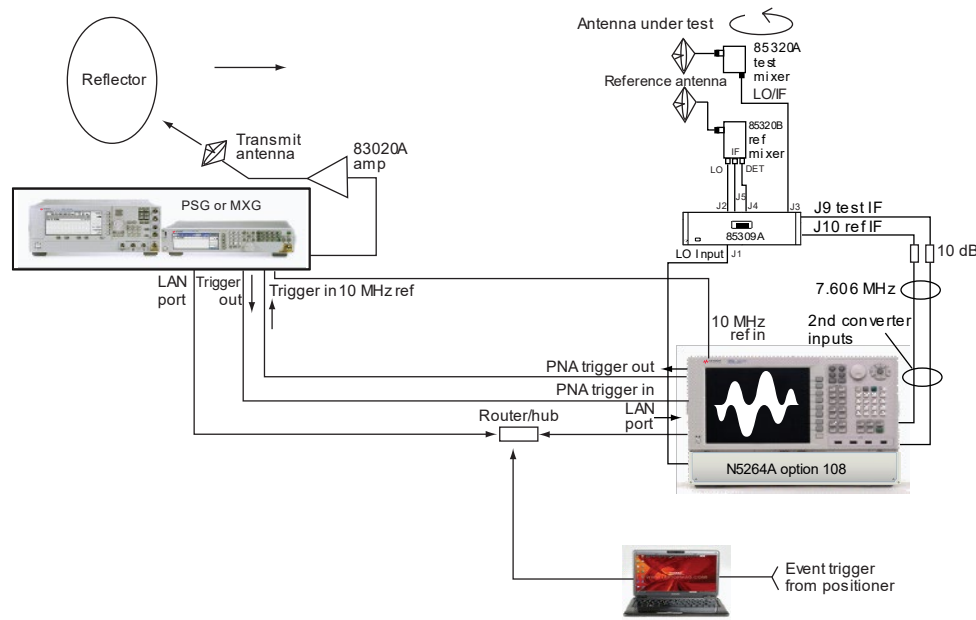 Antenna under test
85320A
test
mixer
LO/IF
Reflector
Reference antenna
Transmit
antenna
83020A
amp
85320B
ref
mixer
IF
LO
DET
PSG or MXG
J2
J5
J4
J3
J9 test IF
J10 ref IF
85309A
LO Input
J1
10 dB
LAN
port
Trigger
out
Trigger in
10 MHz ref
7.606 MHz
10 MHz
ref in
2nd converter
inputs
PNA trigger out
PNA trigger in
LAN
port
Router/hub
N5264A option 108
Event trigger
from positioner